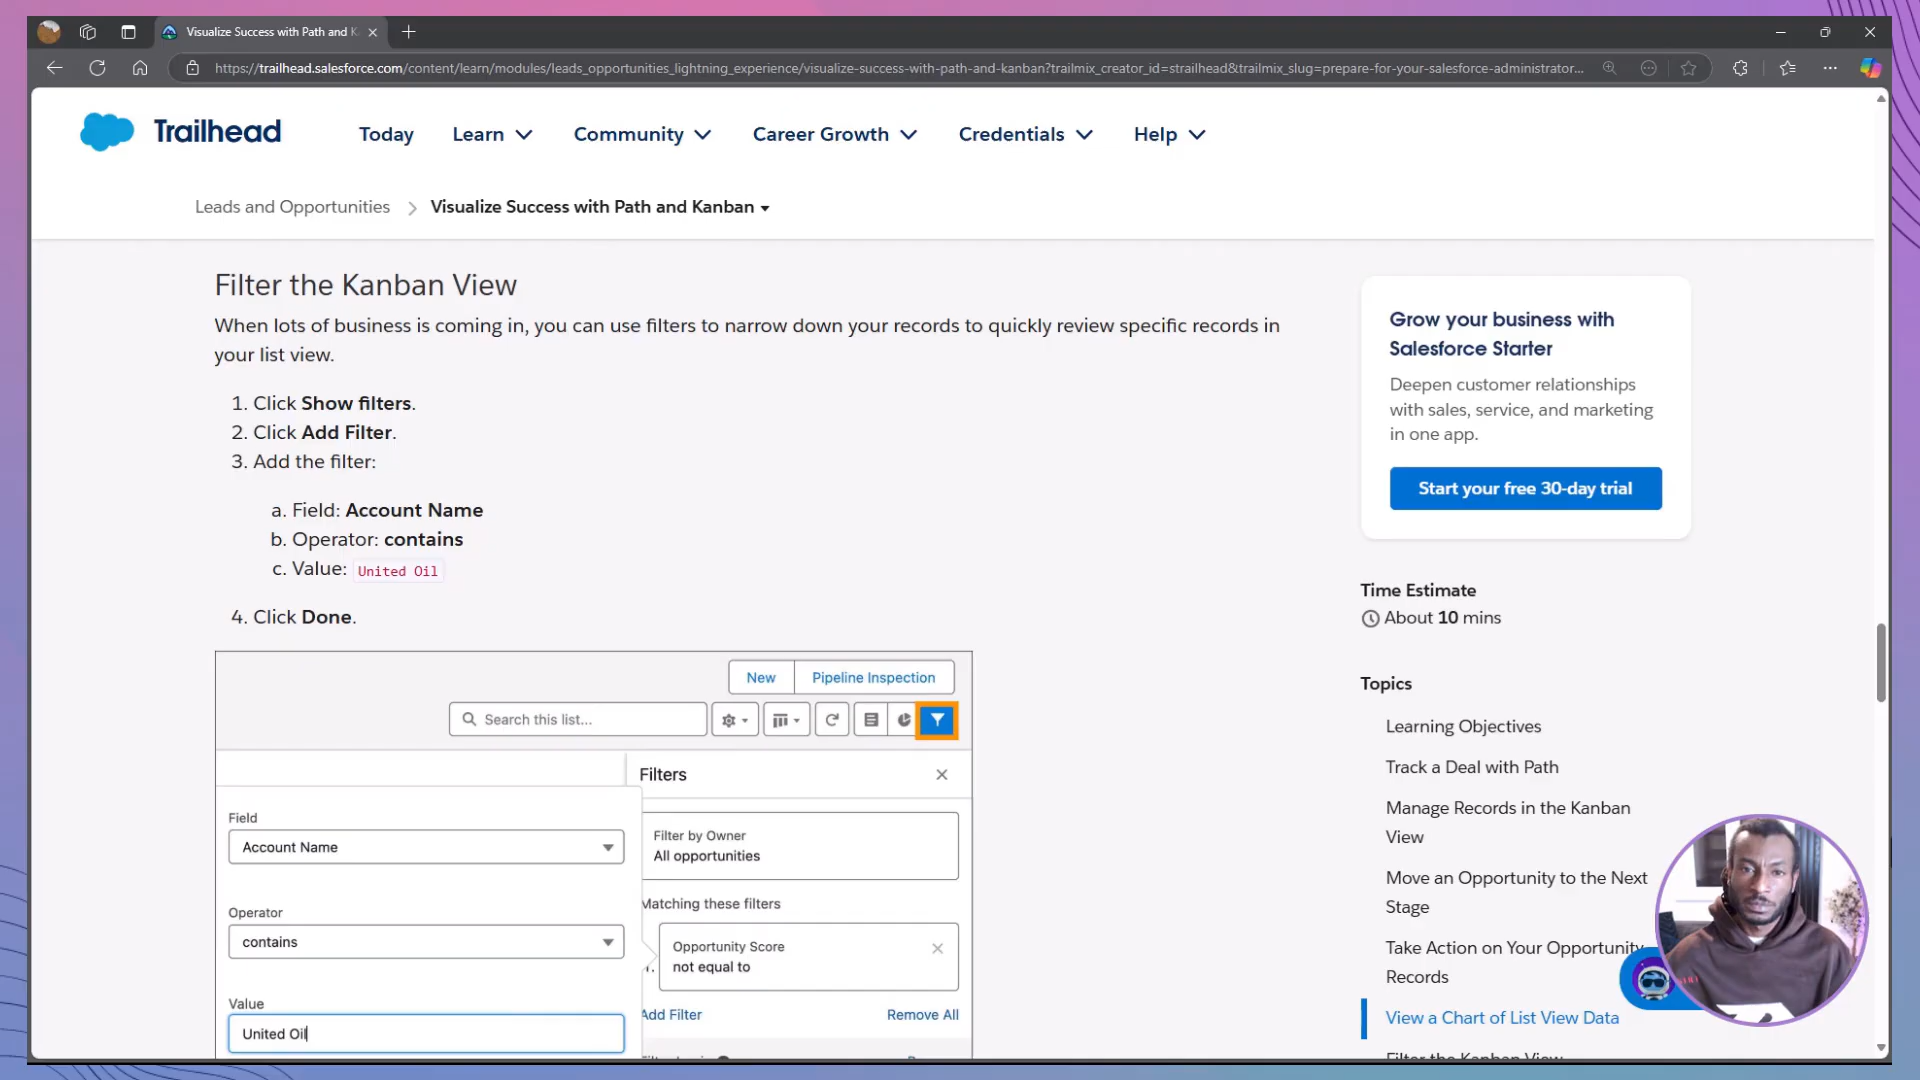 Visualize Success with Path and K
https://trailhead.salesforce.com/content/learn/modules/leads_opportunities_lightning_experience/visualize-success-with-path-and-kanban?trailmix_creator_id=strailhead&trailmix_slug=prepare-for-your-salesforce-administrator...
Trailhead
Today
Learn
Community
Career Growth
Credentials
Help
Leads and Opportunities
Visualize Success with Path and Kanban
Filter the Kanban View
When lots of business is coming in, you can use filters to narrow down your records to quickly review specific records in
your list view.
1. Click Show filters.
2. Click Add Filter.
3. Add the filter:
a. Field: Account Name
b. Operator: contains
c. Value: United Oil
4. Click Done.
New
Pipeline Inspection
Search this list...
Filters
Field
Account Name
Operator
contains
Value
United Oil
Filter by Owner
All opportunities
Matching these filters
1.
Opportunity Score
not equal to
Add Filter
Remove All
Grow your business with
Salesforce Starter
Deepen customer relationships
with sales, service, and marketing
in one app.
Start your free 30-day trial
Time Estimate
About 10 mins
Topics
Learning Objectives
Track a Deal with Path
Manage Records in the Kanban
View
Move an Opportunity to the Next
Stage
Take Action on Your Opportunity
Records
View a Chart of List View Data
Filter the Kanban View